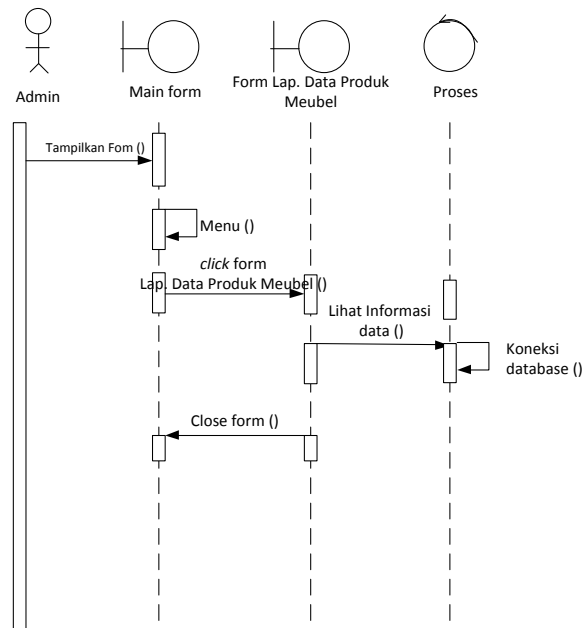 Admin
Main form
Form Lap. Data Produk
Meubel
Proses
Tampilkan Fom ()
Menu ()
click form
Lap. Data Produk Meubel ()
Lihat Informasi
data ()
Koneksi
database ()
Close form ()